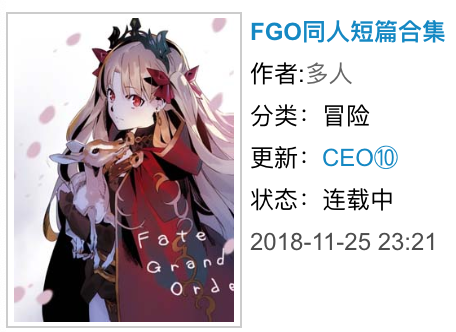 FGO同人短篇合集
作者:多人
分类：冒险
更新：CEO⑩
状态：连载中
2018-11-25 23:21
Fate
Grand
Order